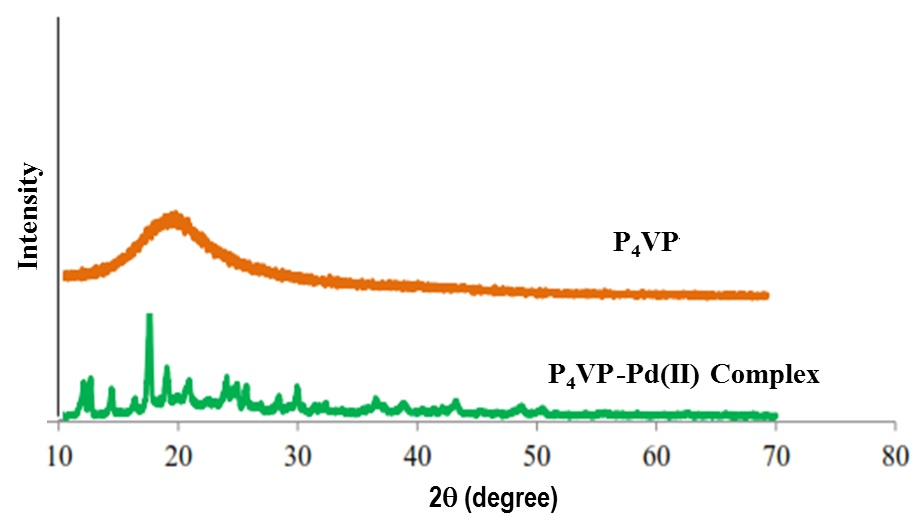 Intensity
P₄VP
P₄VP-Pd(II) Complex
10 20 30 40 50 60 70 80
2θ (degree)